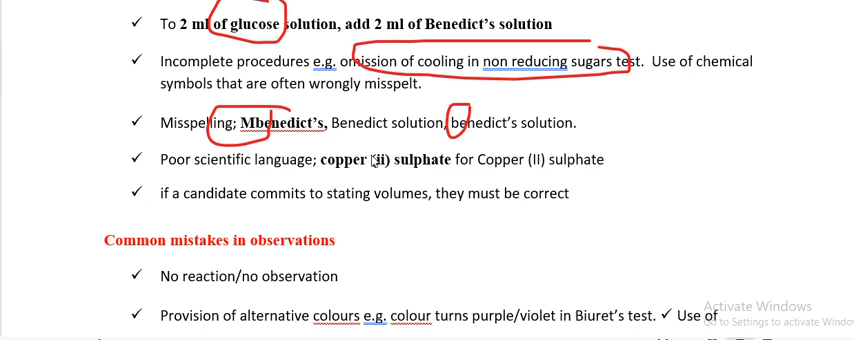 ✓ To 2 ml of glucose solution, add 2 ml of Benedict's solution
✓ Incomplete procedures e.g. omission of cooling in non reducing sugars test. Use of chemical
symbols that are often wrongly misspelt.
✓ Misspelling; Mbenedict's, Benedict solution, benedict's solution.
✓ Poor scientific language; copper (ii) sulphate for Copper (II) sulphate
✓ if a candidate commits to stating volumes, they must be correct
Common mistakes in observations
✓ No reaction/no observation
✓ Provision of alternative colours e.g. colour turns purple/violet in Biuret's test. ✓ Use of
Activate Windows
Go to Settings to activate Windo